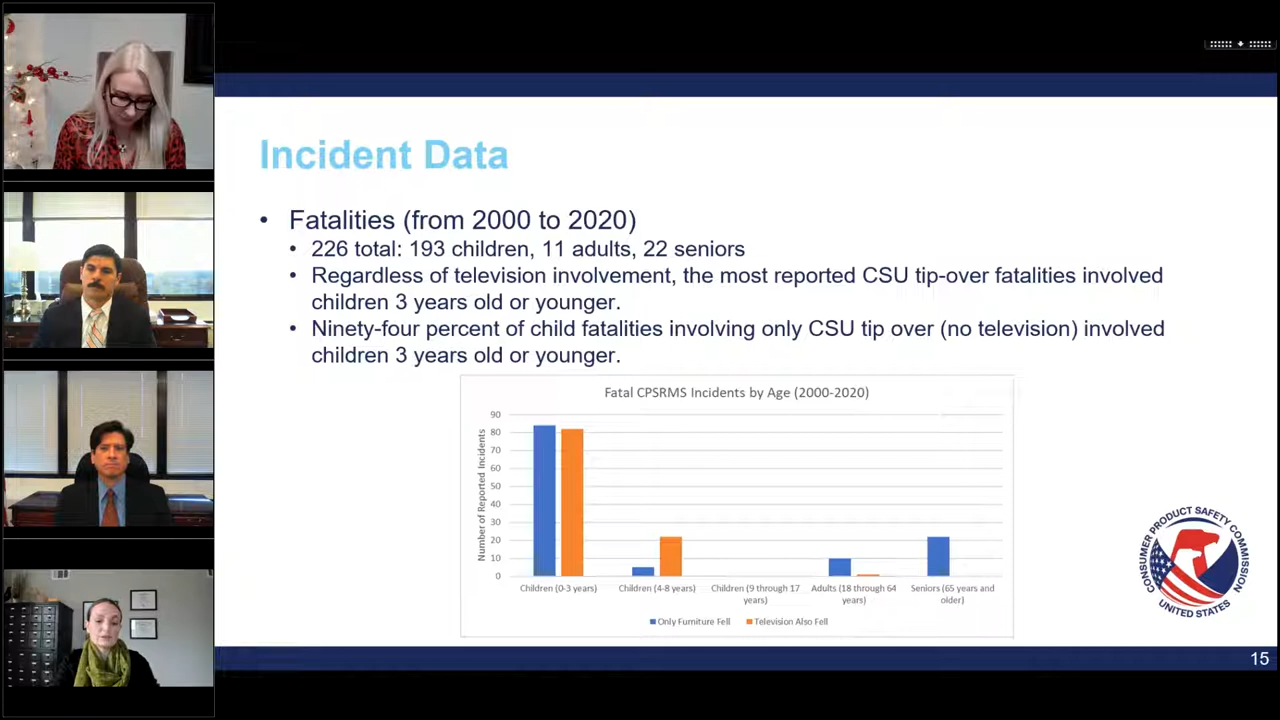 Incident Data
• Fatalities (from 2000 to 2020)
• 226 total: 193 children, 11 adults, 22 seniors
• Regardless of television involvement, the most reported CSU tip-over fatalities involved
children 3 years old or younger.
• Ninety-four percent of child fatalities involving only CSU tip over (no television) involved
children 3 years old or younger.
Fatal CPSRMS Incidents by Age (2000-2020)
Number of Reported Incidents
90
80
70
60
50
40
30
20
10
0
Children (0-3 years)
Children (4-8 years)
Children (9 through 17
years)
Adults (18 through 64
years)
Seniors (65 years and
older)
Only Furniture Fell
Television Also Fell
CONSUMER PRODUCT SAFETY COMMISSION
UNITED STATES
15